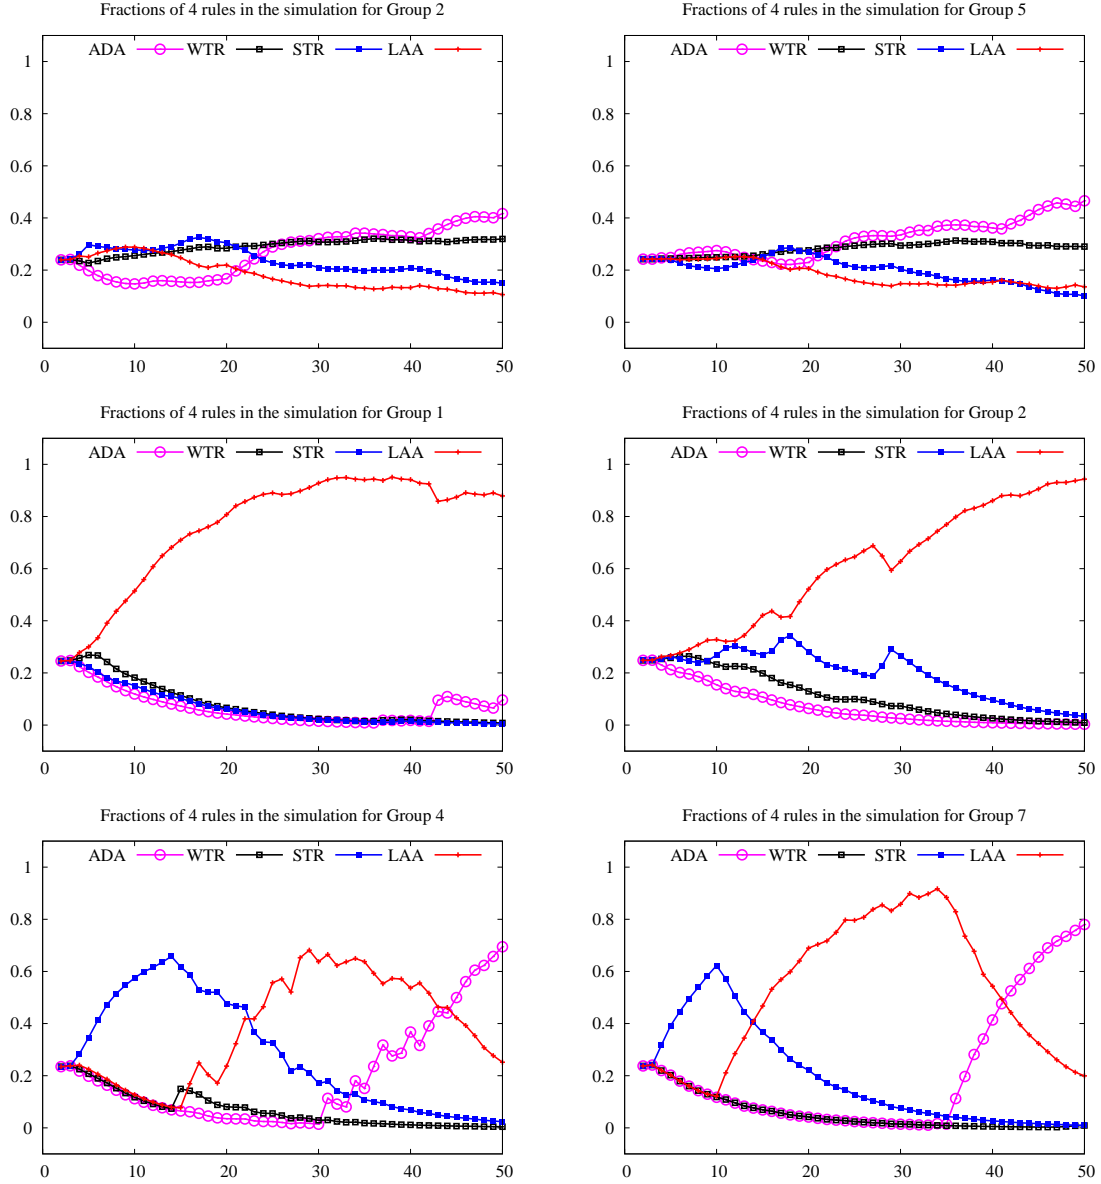 Fractions of 4 rules in the simulation for Group 2
ADA WTR STR LAA
1
0.8
0.6
0.4
0.2
0
0 10 20 30 40 50
Fractions of 4 rules in the simulation for Group 5
ADA WTR STR LAA
1
0.8
0.6
0.4
0.2
0
0 10 20 30 40 50
Fractions of 4 rules in the simulation for Group 1
ADA WTR STR LAA
1
0.8
0.6
0.4
0.2
0
0 10 20 30 40 50
Fractions of 4 rules in the simulation for Group 2
ADA WTR STR LAA
1
0.8
0.6
0.4
0.2
0
0 10 20 30 40 50
Fractions of 4 rules in the simulation for Group 4
ADA WTR STR LAA
1
0.8
0.6
0.4
0.2
0
0 10 20 30 40 50
Fractions of 4 rules in the simulation for Group 7
ADA WTR STR LAA
1
0.8
0.6
0.4
0.2
0
0 10 20 30 40 50